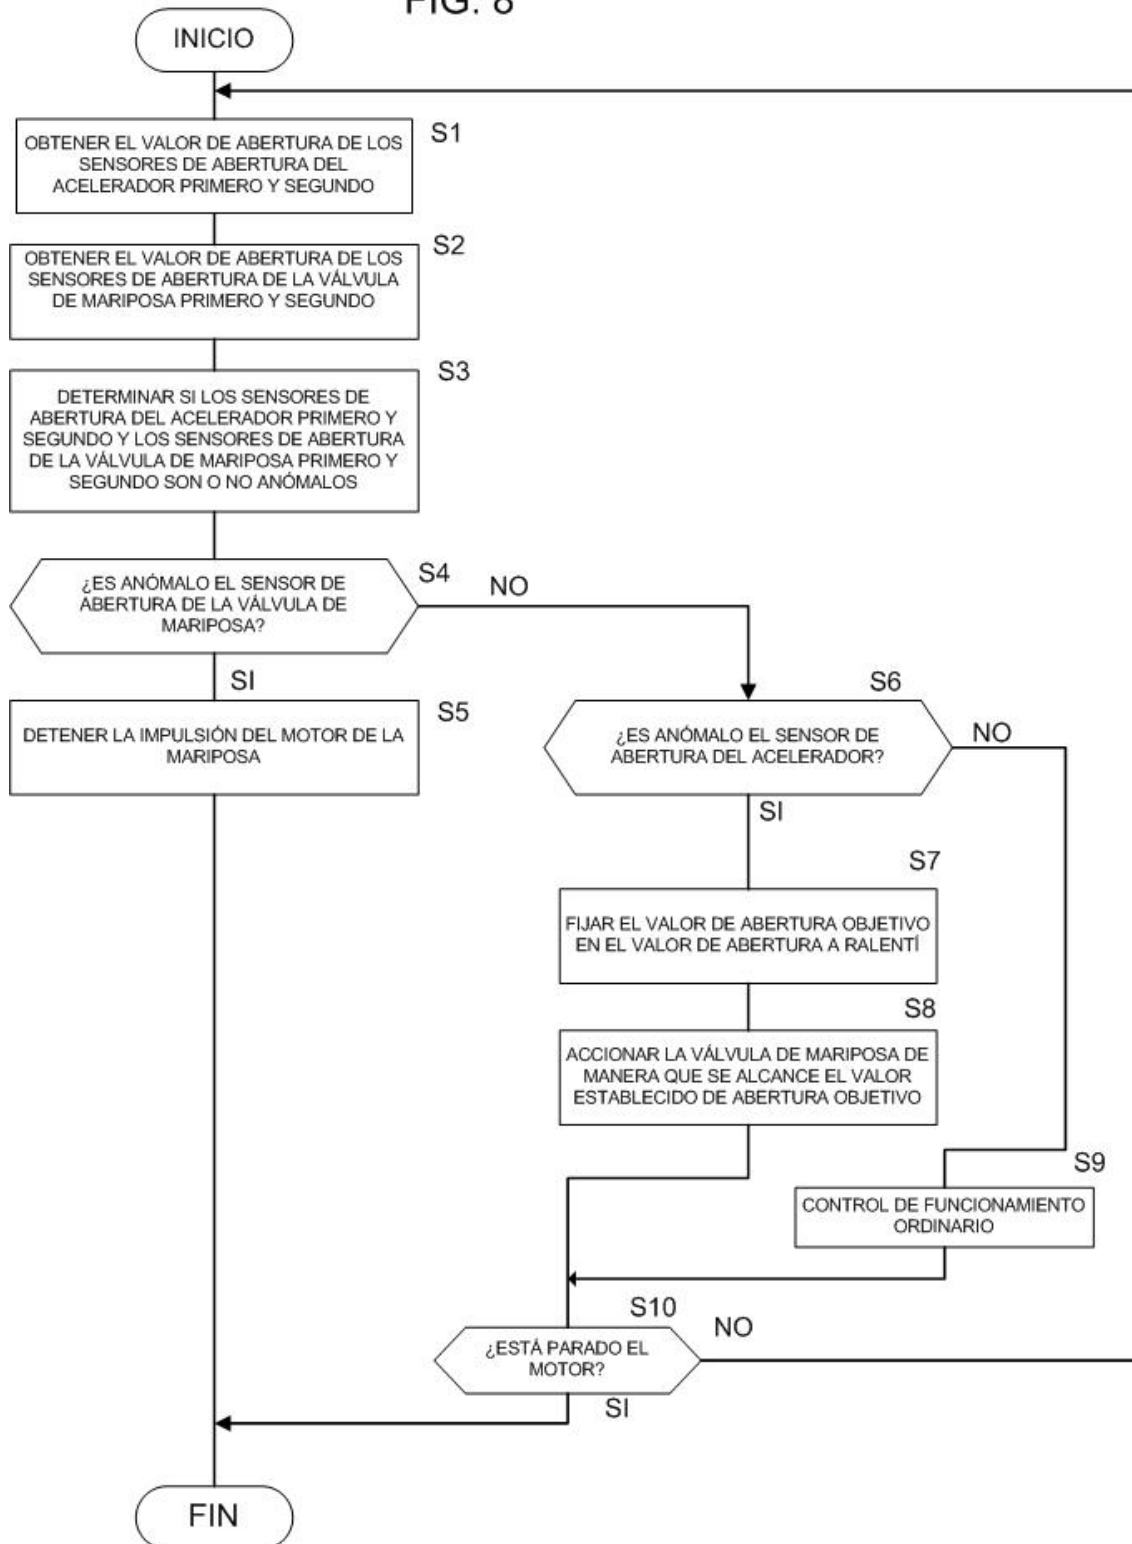 FIG. 8
INICIO
S1
OBTENER EL VALOR DE ABERTURA DE LOS
SENSORES DE ABERTURA DEL
ACELERADOR PRIMERO Y SEGUNDO
S2
OBTENER EL VALOR DE ABERTURA DE LOS
SENSORES DE ABERTURA DE LA VÁLVULA
DE MARIPOSA PRIMERO Y SEGUNDO
S3
DETERMINAR SI LOS SENSORES DE
ABERTURA DEL ACELERADOR PRIMERO Y
SEGUNDO Y LOS SENSORES DE ABERTURA
DE LA VÁLVULA DE MARIPOSA PRIMERO Y
SEGUNDO SON O NO ANÓMALOS
S4
¿ES ANÓMALO EL SENSOR DE
ABERTURA DE LA VÁLVULA DE
MARIPOSA?
NO
SI
S5
DETENER LA IMPULSIÓN DEL MOTOR DE LA
MARIPOSA
S6
¿ES ANÓMALO EL SENSOR DE
ABERTURA DEL ACELERADOR?
NO
SI
S7
FIJAR EL VALOR DE ABERTURA OBJETIVO
EN EL VALOR DE ABERTURA A RALENTÍ
S8
ACCIONAR LA VÁLVULA DE MARIPOSA DE
MANERA QUE SE ALCANCE EL VALOR
ESTABLECIDO DE ABERTURA OBJETIVO
S9
CONTROL DE FUNCIONAMIENTO
ORDINARIO
S10
¿ESTÁ PARADO EL
MOTOR?
NO
SI
FIN